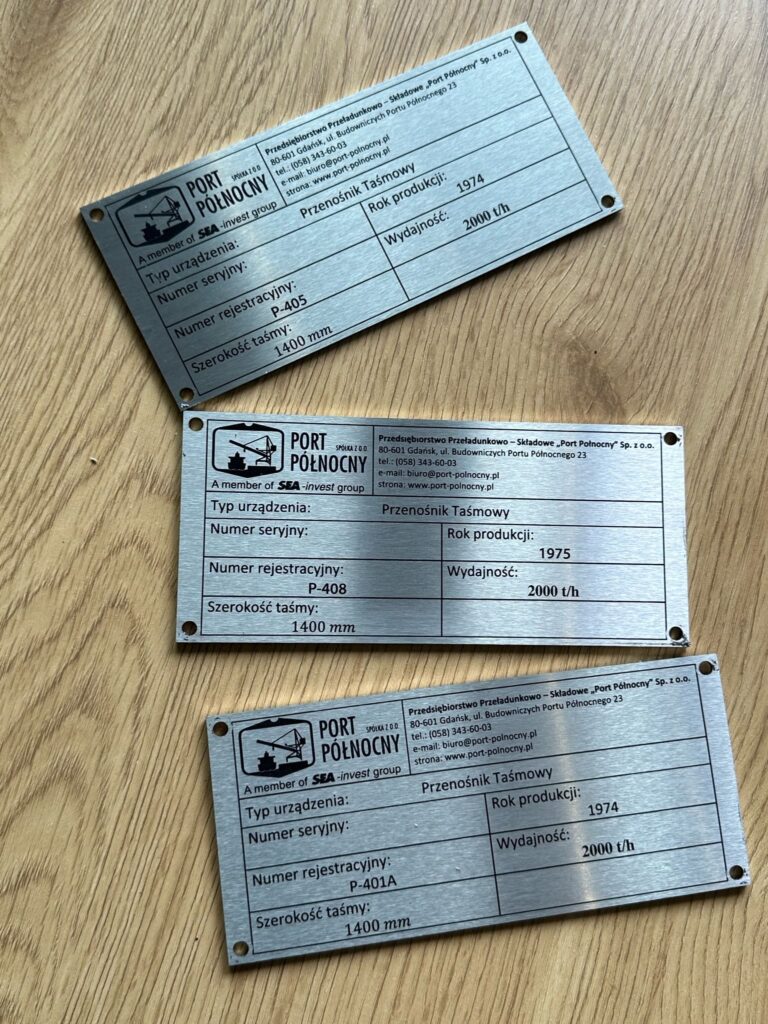 PORT
SPÓŁKA Z O.O
PÓŁNOCNY
A member of SEA-invest group
Przedsiębiorstwo Przeładunkowo – Składowe „Port Północny” Sp. z o.o.
80-601 Gdańsk, ul. Budowniczych Portu Północnego 23
tel.: (058) 343-60-03
e-mail: biuro@port-polnocny.pl
strona: www.port-polnocny.pl
Typ urządzenia: Przenośnik Taśmowy
Numer seryjny:
Rok produkcji:
1974
Numer rejestracyjny:
P-405
Wydajność:
2000 t/h
Szerokość taśmy:
1400 mm
PORT
SPÓŁKA Z O.O
PÓŁNOCNY
A member of SEA-invest group
Przedsiębiorstwo Przeładunkowo – Składowe „Port Północny” Sp. z o.o.
80-601 Gdańsk, ul. Budowniczych Portu Północnego 23
tel.: (058) 343-60-03
e-mail: biuro@port-polnocny.pl
strona: www.port-polnocny.pl
Typ urządzenia: Przenośnik Taśmowy
Numer seryjny:
Rok produkcji:
1975
Numer rejestracyjny:
P-408
Wydajność:
2000 t/h
Szerokość taśmy:
1400 mm
PORT
SPÓŁKA Z O.O
PÓŁNOCNY
A member of SEA-invest group
Przedsiębiorstwo Przeładunkowo – Składowe „Port Północny” Sp. z o.o.
80-601 Gdańsk, ul. Budowniczych Portu Północnego 23
tel.: (058) 343-60-03
e-mail: biuro@port-polnocny.pl
strona: www.port-polnocny.pl
Typ urządzenia: Przenośnik Taśmowy
Numer seryjny:
Rok produkcji:
1974
Numer rejestracyjny:
P-401A
Wydajność:
2000 t/h
Szerokość taśmy:
1400 mm